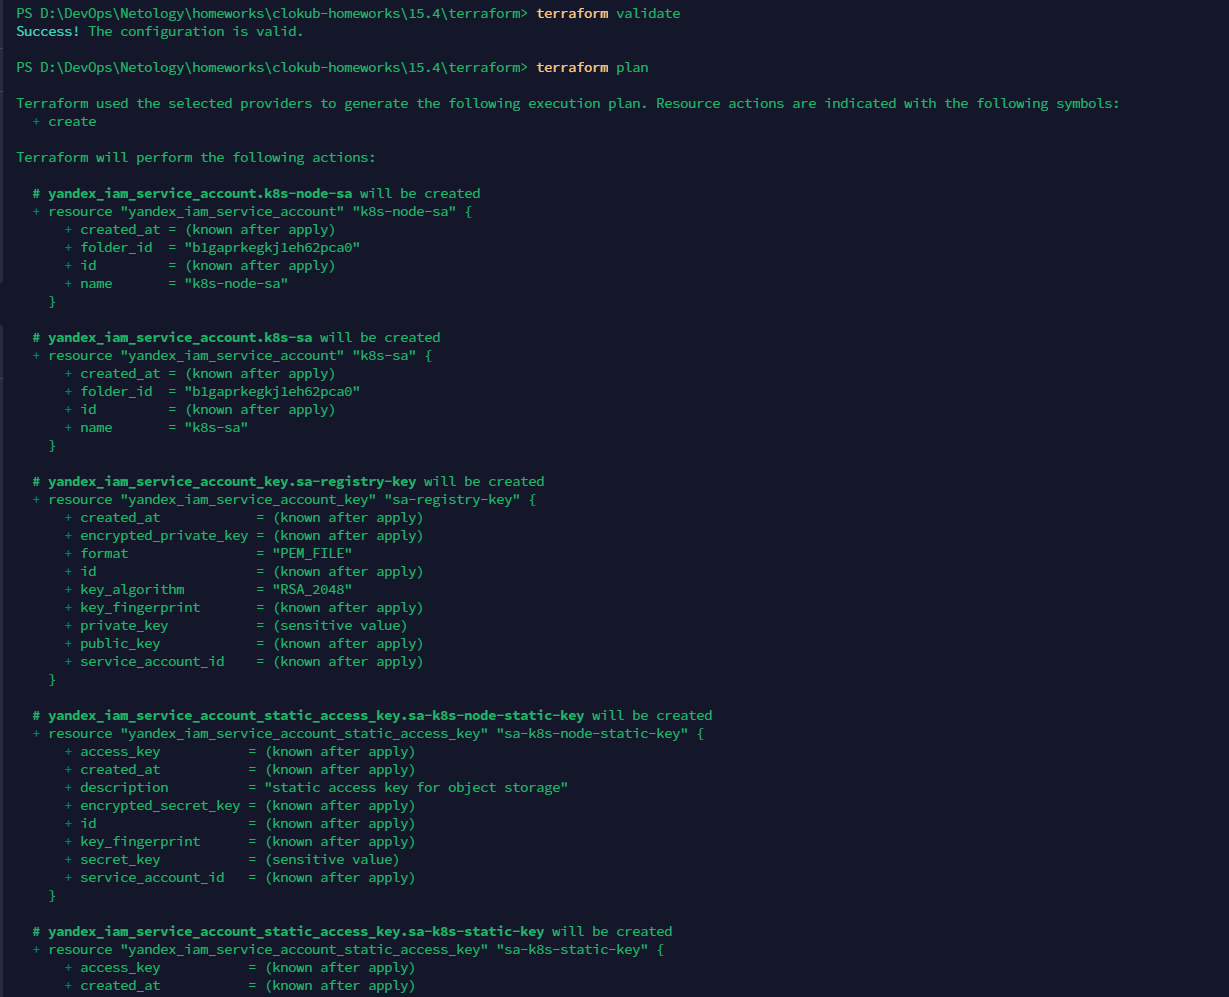 PS D:\DevOps\Netology\homeworks\clokub-homeworks\15.4\terraform> terraform validate
Success! The configuration is valid.
PS D:\DevOps\Netology\homeworks\clokub-homeworks\15.4\terraform> terraform plan
Terraform used the selected providers to generate the following execution plan. Resource actions are indicated with the following symbols:
  + create
Terraform will perform the following actions:
  # yandex_iam_service_account.k8s-node-sa will be created
  + resource "yandex_iam_service_account" "k8s-node-sa" {
      + created_at = (known after apply)
      + folder_id  = "b1gaprkegkj1eh62pca0"
      + id         = (known after apply)
      + name       = "k8s-node-sa"
    }
  # yandex_iam_service_account.k8s-sa will be created
  + resource "yandex_iam_service_account" "k8s-sa" {
      + created_at = (known after apply)
      + folder_id  = "b1gaprkegkj1eh62pca0"
      + id         = (known after apply)
      + name       = "k8s-sa"
    }
  # yandex_iam_service_account_key.sa-registry-key will be created
  + resource "yandex_iam_service_account_key" "sa-registry-key" {
      + created_at            = (known after apply)
      + encrypted_private_key = (known after apply)
      + format                = "PEM_FILE"
      + id                    = (known after apply)
      + key_algorithm         = "RSA_2048"
      + key_fingerprint       = (known after apply)
      + private_key           = (sensitive value)
      + public_key            = (known after apply)
      + service_account_id    = (known after apply)
    }
  # yandex_iam_service_account_static_access_key.sa-k8s-node-static-key will be created
  + resource "yandex_iam_service_account_static_access_key" "sa-k8s-node-static-key" {
      + access_key           = (known after apply)
      + created_at           = (known after apply)
      + description          = "static access key for object storage"
      + encrypted_secret_key = (known after apply)
      + id                   = (known after apply)
      + key_fingerprint      = (known after apply)
      + secret_key           = (sensitive value)
      + service_account_id   = (known after apply)
    }
  # yandex_iam_service_account_static_access_key.sa-k8s-static-key will be created
  + resource "yandex_iam_service_account_static_access_key" "sa-k8s-static-key" {
      + access_key           = (known after apply)
      + created_at           = (known after apply)